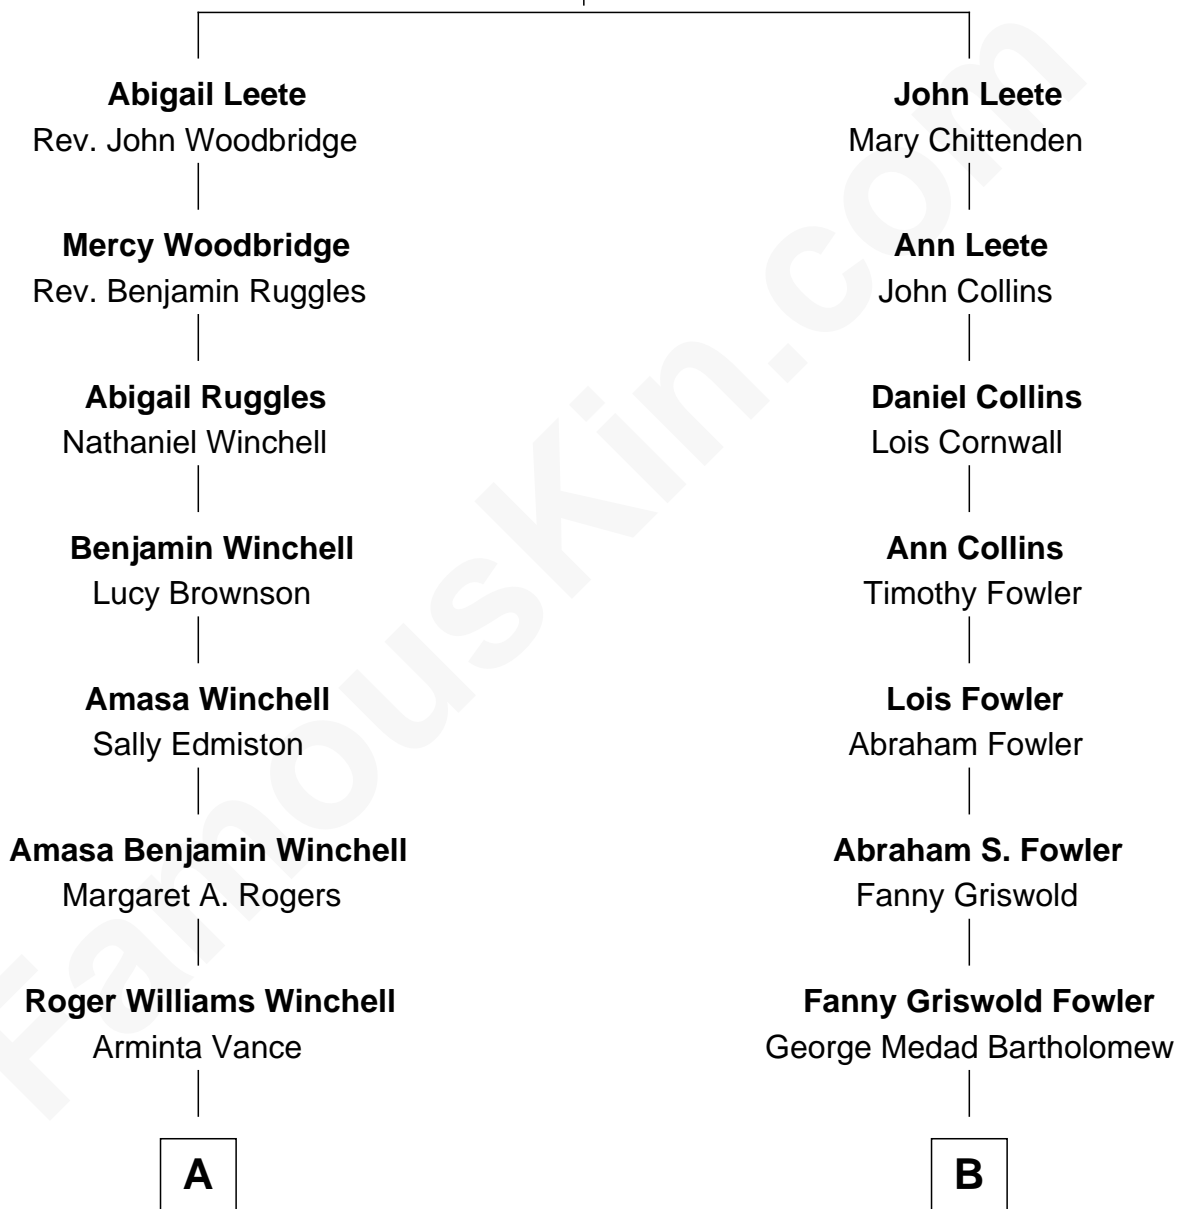 Abigail Leete
Rev. John Woodbridge
Mercy Woodbridge
Rev. Benjamin Ruggles
Abigail Ruggles
Nathaniel Winchell
Benjamin Winchell
Lucy Brownson
Amasa Winchell
Sally Edmiston
Amasa Benjamin Winchell
Margaret A. Rogers
Roger Williams Winchell
Arminta Vance
A
John Leete
Mary Chittenden
Ann Leete
John Collins
Daniel Collins
Lois Cornwall
Ann Collins
Timothy Fowler
Lois Fowler
Abraham Fowler
Abraham S. Fowler
Fanny Griswold
Fanny Griswold Fowler
George Medad Bartholomew
B
FamousKin.com